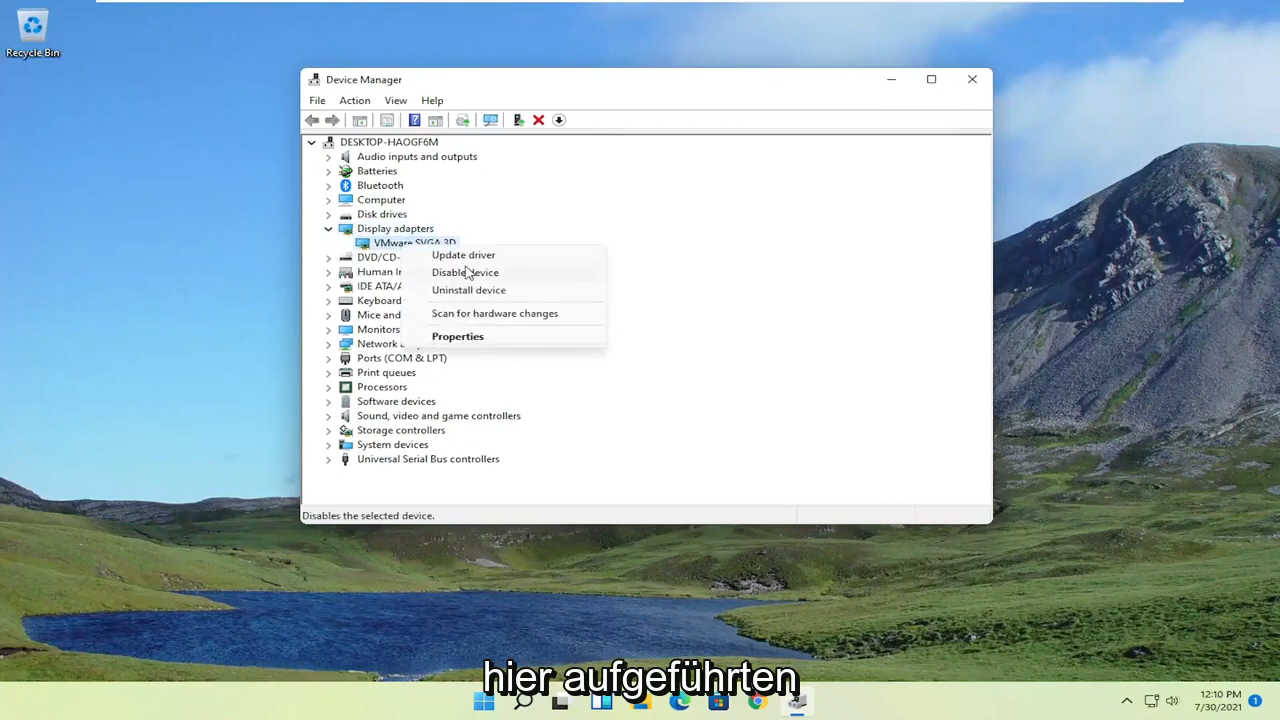 Recycle Bin
Device Manager
File Action View Help
DESKTOP-HAOGF6M
Audio inputs and outputs
Batteries
Bluetooth
Computer
Disk drives
Display adapters
VMware SVGA 3D
DVD/CD-
Human I
IDE ATA/A
Keyboard
Mice and
Monitors
Network a
Ports (COM & LPT)
Print queues
Processors
Software devices
Sound, video and game controllers
Storage controllers
System devices
Universal Serial Bus controllers
Update driver
Disable device
Uninstall device
Scan for hardware changes
Properties
Disables the selected device.
hier aufgeführten
12:10 PM
7/30/2021
1